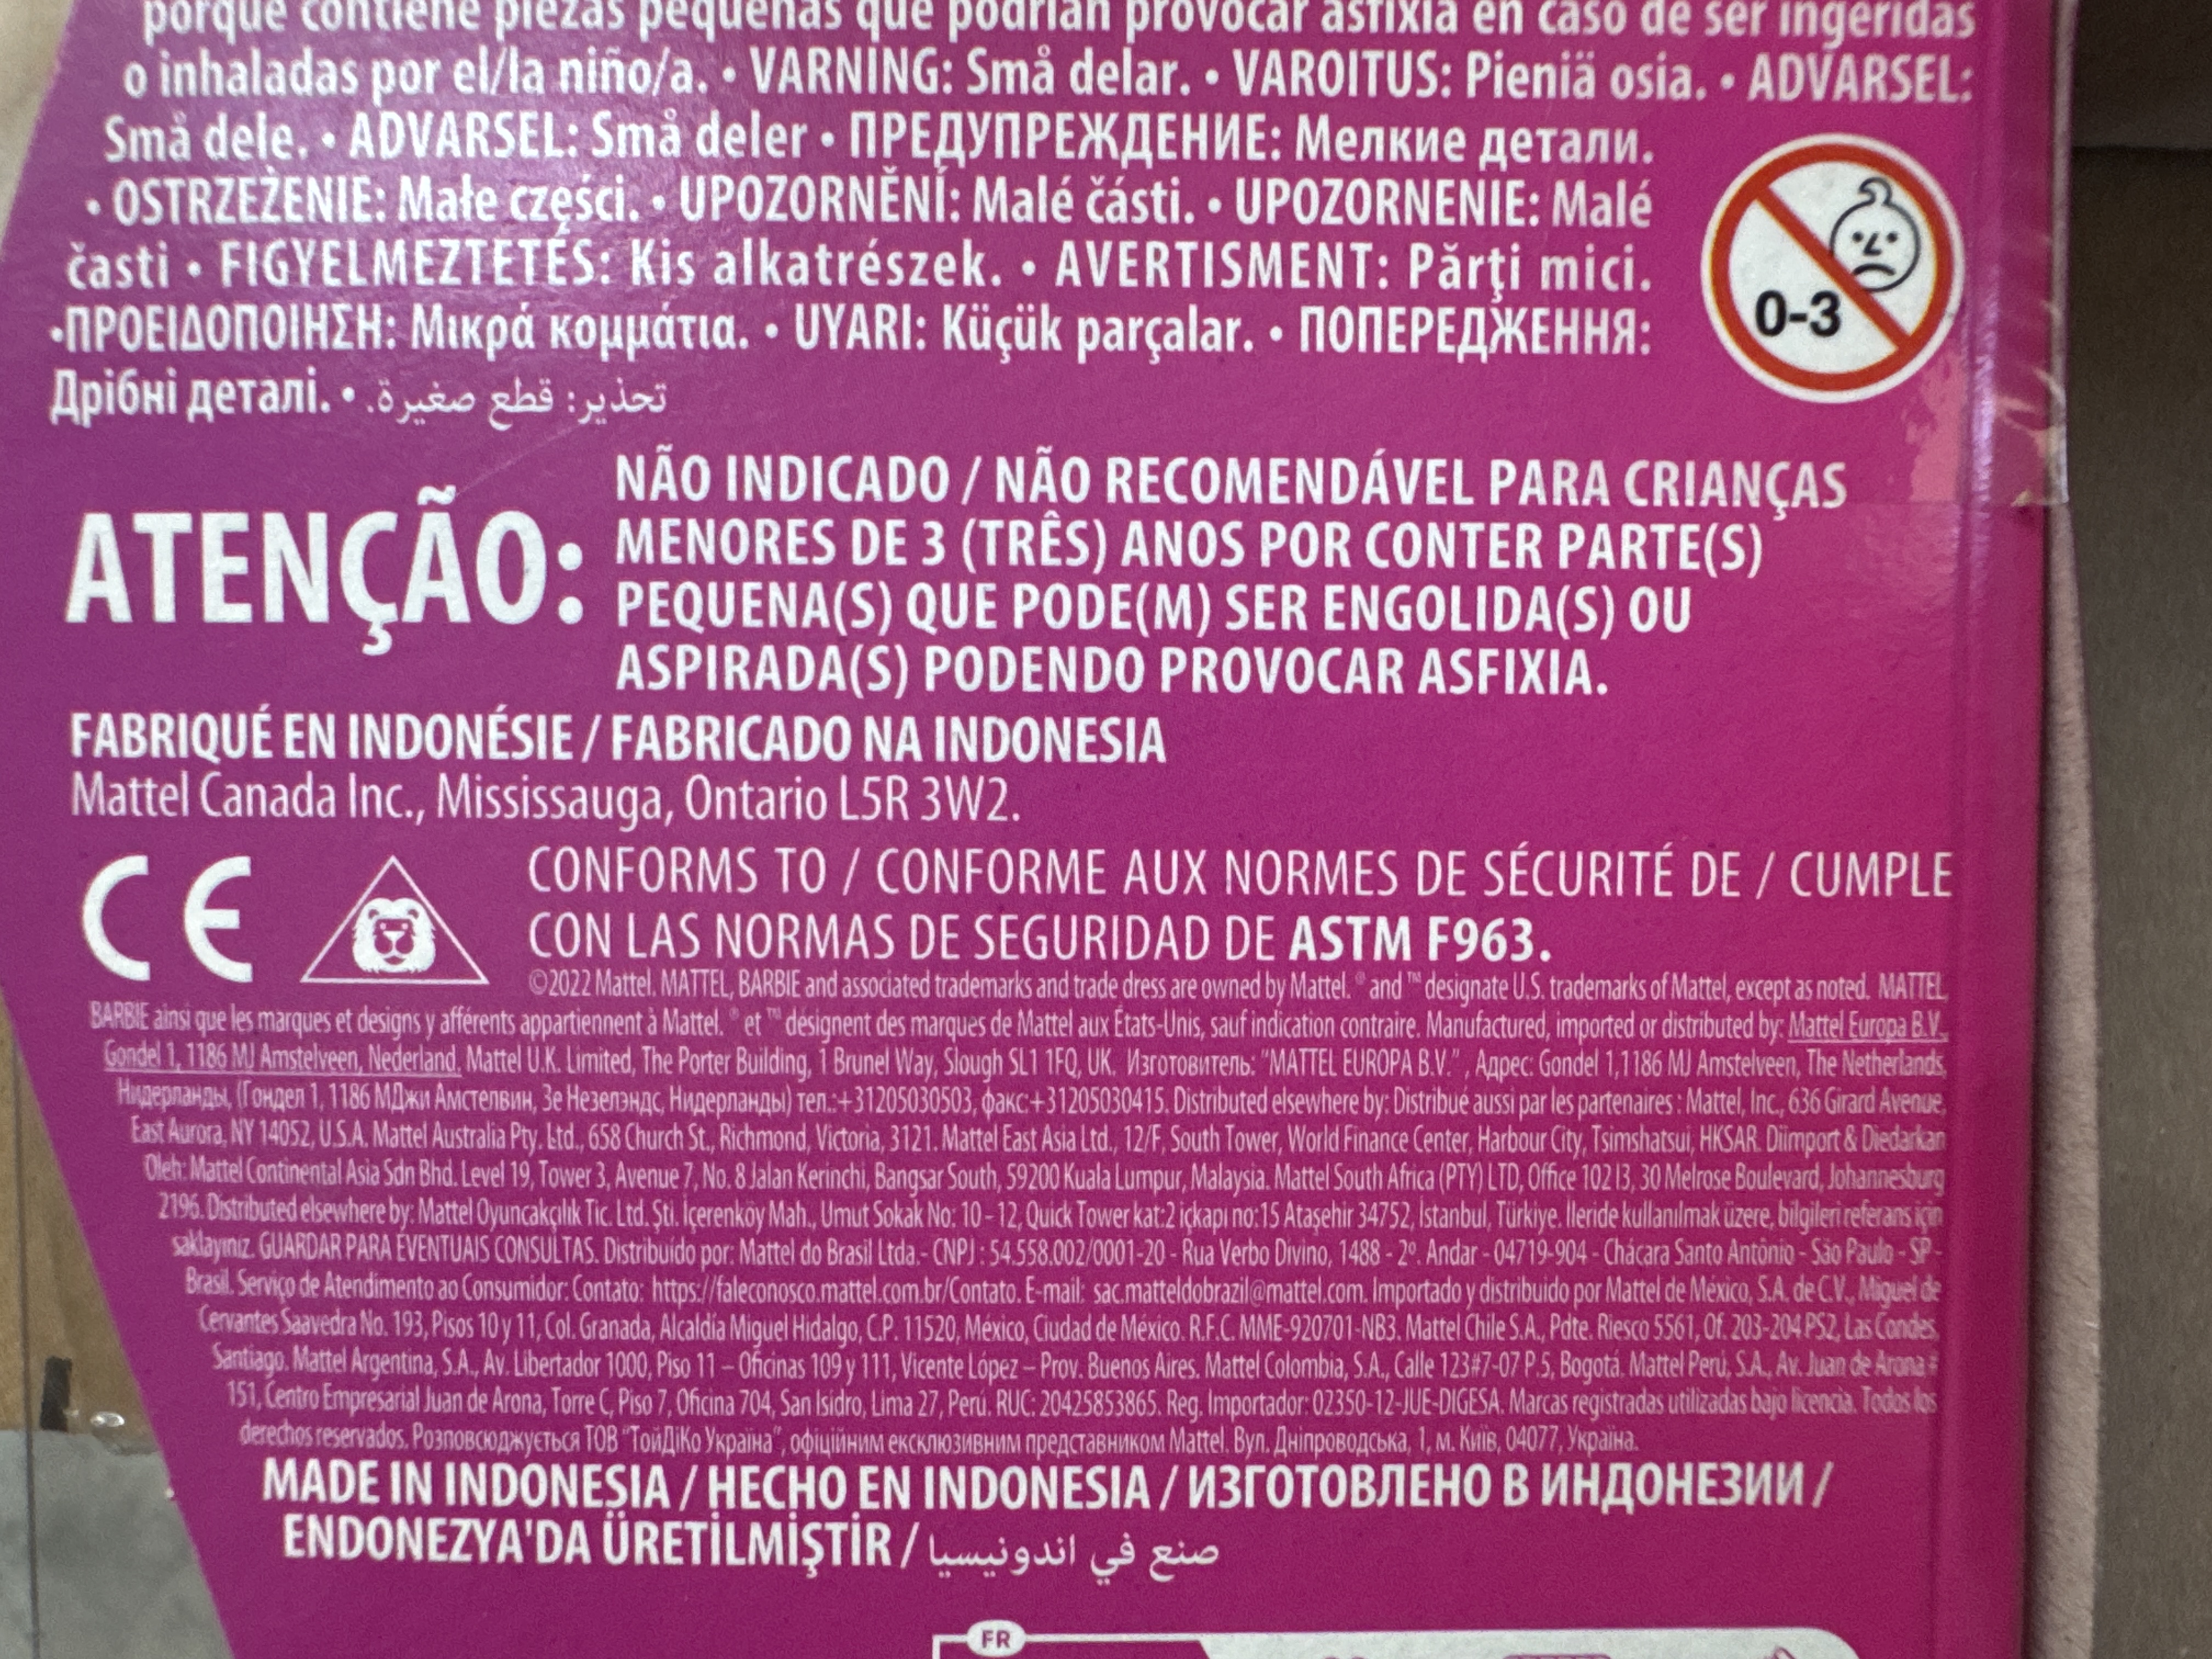 porque contiene piezas pequeñas que podrían provocar asfixia en caso de ser ingeridas
o inhaladas por el/la niño/a. • VARNING: Små delar. • VAROITUS: Pieniä osia. • ADVARSEL:
Små dele. • ADVARSEL: Små deler • ПРЕДУПРЕЖДЕНИЕ: Мелкие детали.
• OSTRZEŻENIE: Małe części. • UPOZORNĚNÍ: Malé části. • UPOZORNENIE: Malé
časti • FIGYELMEZTETÉS: Kis alkatrészek. • AVERTISMENT: Părţi mici.
•ΠΡΟΕΙΔΟΠΟΙΗΣΗ: Μικρά κομμάτια. • UYARI: Küçük parçalar. • ПОПЕРЕДЖЕННЯ:
Дрібні деталі. • تحذير: قطع صغيرة.
0-3
ATENÇÃO:
NÃO INDICADO / NÃO RECOMENDÁVEL PARA CRIANÇAS
MENORES DE 3 (TRÊS) ANOS POR CONTER PARTE(S)
PEQUENA(S) QUE PODE(M) SER ENGOLIDA(S) OU
ASPIRADA(S) PODENDO PROVOCAR ASFIXIA.
FABRIQUÉ EN INDONÉSIE / FABRICADO NA INDONESIA
Mattel Canada Inc., Mississauga, Ontario L5R 3W2.
CE
CONFORMS TO / CONFORME AUX NORMES DE SÉCURITÉ DE / CUMPLE
CON LAS NORMAS DE SEGURIDAD DE ASTM F963.
©2022 Mattel. MATTEL, BARBIE and associated trademarks and trade dress are owned by Mattel. ® and ™ designate U.S. trademarks of Mattel, except as noted. MATTEL,
BARBIE ainsi que les marques et designs y afférents appartiennent à Mattel. ® et ™ désignent des marques de Mattel aux États-Unis, sauf indication contraire. Manufactured, imported or distributed by: Mattel Europa B.V.,
Gondel 1, 1186 MJ Amstelveen, Nederland. Mattel U.K. Limited, The Porter Building, 1 Brunel Way, Slough SL1 1FQ, UK. Изготовитель: "MATTEL EUROPA B.V.", Адрес: Gondel 1,1186 MJ Amstelveen, The Netherlands,
Нидерланды, (Гондел 1, 1186 МДжи Амстелвин, Зе Незелэндс, Нидерланды) тел.:+31205030503, факс:+31205030415. Distributed elsewhere by: Distribué aussi par les partenaires : Mattel, Inc., 636 Girard Avenue,
East Aurora, NY 14052, U.S.A. Mattel Australia Pty. Ltd., 658 Church St., Richmond, Victoria, 3121. Mattel East Asia Ltd., 12/F, South Tower, World Finance Center, Harbour City, Tsimshatsui, HKSAR. Diimport & Diedarkan
Oleh: Mattel Continental Asia Sdn Bhd. Level 19, Tower 3, Avenue 7, No. 8 Jalan Kerinchi, Bangsar South, 59200 Kuala Lumpur, Malaysia. Mattel South Africa (PTY) LTD, Office 102 I3, 30 Melrose Boulevard, Johannesburg
2196. Distributed elsewhere by: Mattel Oyuncakçılık Tic. Ltd. Şti. İçerenköy Mah., Umut Sokak No: 10 - 12, Quick Tower kat:2 içkapı no:15 Ataşehir 34752, İstanbul, Türkiye. İleride kullanılmak üzere, bilgileri referans için
saklayınız. GUARDAR PARA EVENTUAIS CONSULTAS. Distribuído por: Mattel do Brasil Ltda.- CNPJ : 54.558.002/0001-20 - Rua Verbo Divino, 1488 - 2º. Andar - 04719-904 - Chácara Santo Antônio - São Paulo - SP -
Brasil. Serviço de Atendimento ao Consumidor: Contato: https://faleconosco.mattel.com.br/Contato. E-mail: sac.matteldobrazil@mattel.com. Importado y distribuido por Mattel de México, S.A. de C.V., Miguel de
Cervantes Saavedra No. 193, Pisos 10 y 11, Col. Granada, Alcaldía Miguel Hidalgo, C.P. 11520, México, Ciudad de México. R.F.C. MME-920701-NB3. Mattel Chile S.A., Pdte. Riesco 5561, Of. 203-204 PS2, Las Condes,
Santiago. Mattel Argentina, S.A., Av. Libertador 1000, Piso 11 – Oficinas 109 y 111, Vicente López – Prov. Buenos Aires. Mattel Colombia, S.A., Calle 123#7-07 P.5, Bogotá. Mattel Perú, S.A., Av. Juan de Arona #
151, Centro Empresarial Juan de Arona, Torre C, Piso 7, Oficina 704, San Isidro, Lima 27, Perú. RUC: 20425853865. Reg. Importador: 02350-12-JUE-DIGESA. Marcas registradas utilizadas bajo licencia. Todos los
derechos reservados. Розповсюджується ТОВ "ТойДіКо Україна", офіційним ексклюзивним представником Mattel. Вул. Дніпроводська, 1, м. Київ, 04077, Україна.
MADE IN INDONESIA / HECHO EN INDONESIA / ИЗГОТОВЛЕНО В ИНДОНЕЗИИ /
ENDONEZYA'DA ÜRETİLMİŞTİR / صنع في اندونيسيا
FR